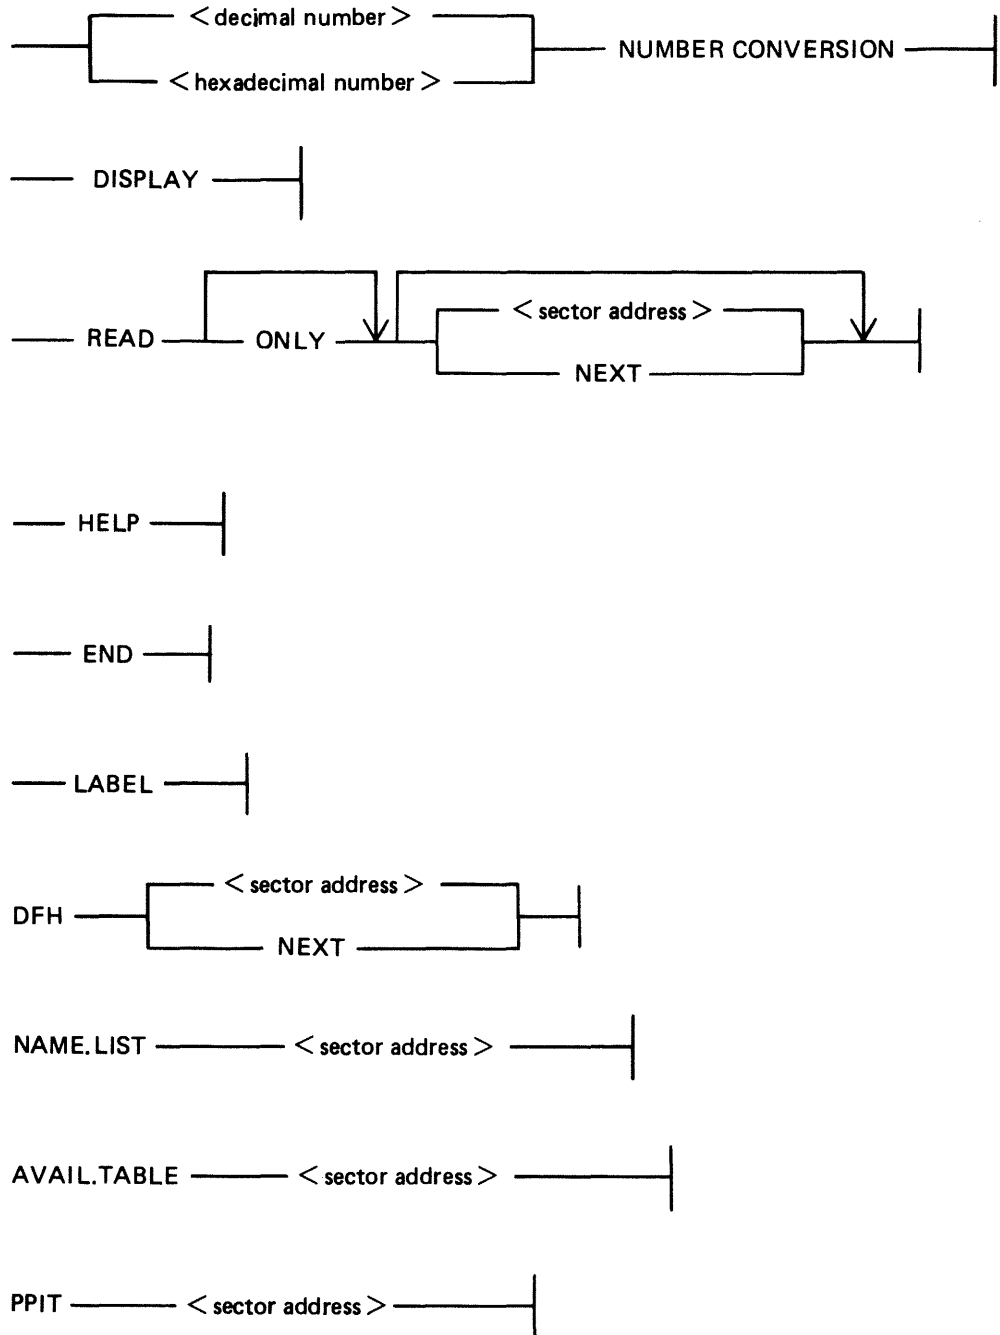 <decimal number>
NUMBER CONVERSION
<hexadecimal number>
DISPLAY
<sector address>
READ ONLY
NEXT
HELP
END
LABEL
<sector address>
DFH
NEXT
NAME.LIST <sector address>
AVAIL.TABLE <sector address>
PPIT <sector address>